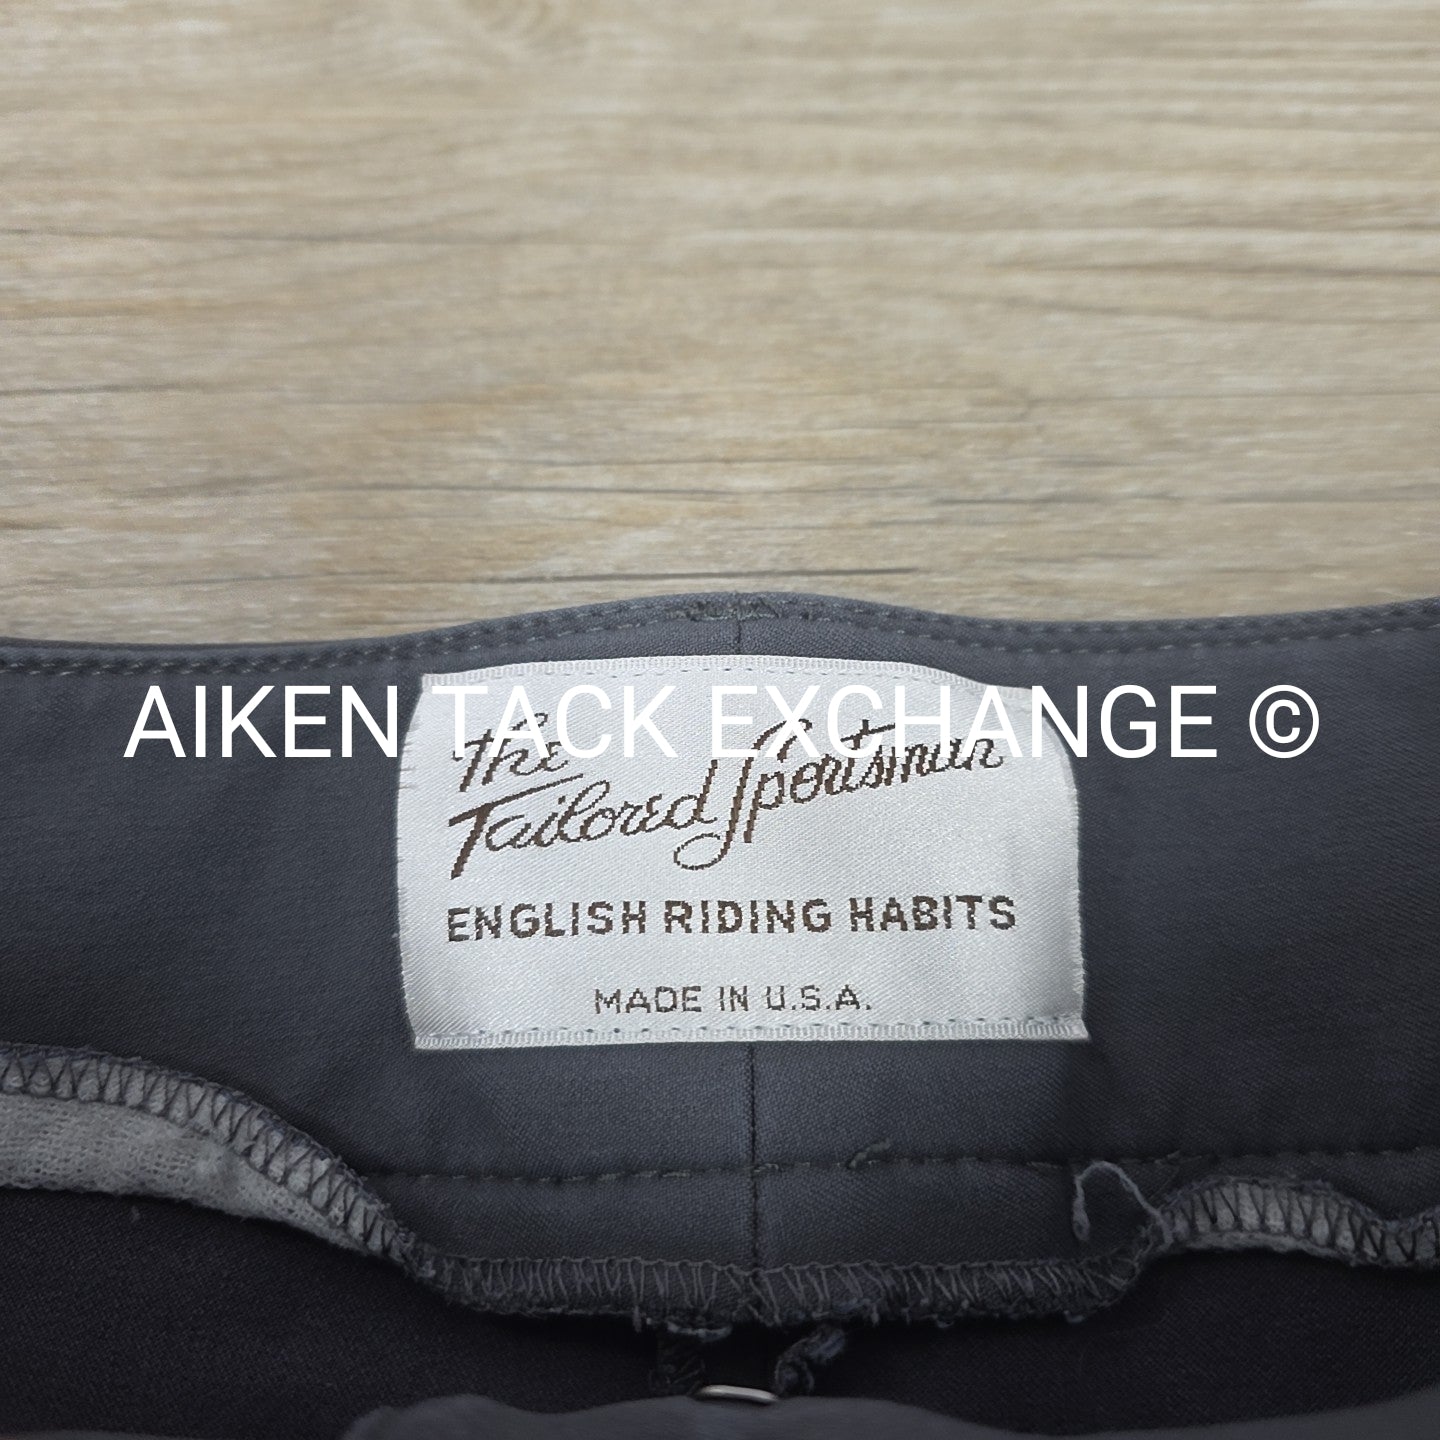 AIKEN TACK EXCHANGE ©
The
Tailored Sportsman
ENGLISH RIDING HABITS
MADE IN U.S.A.